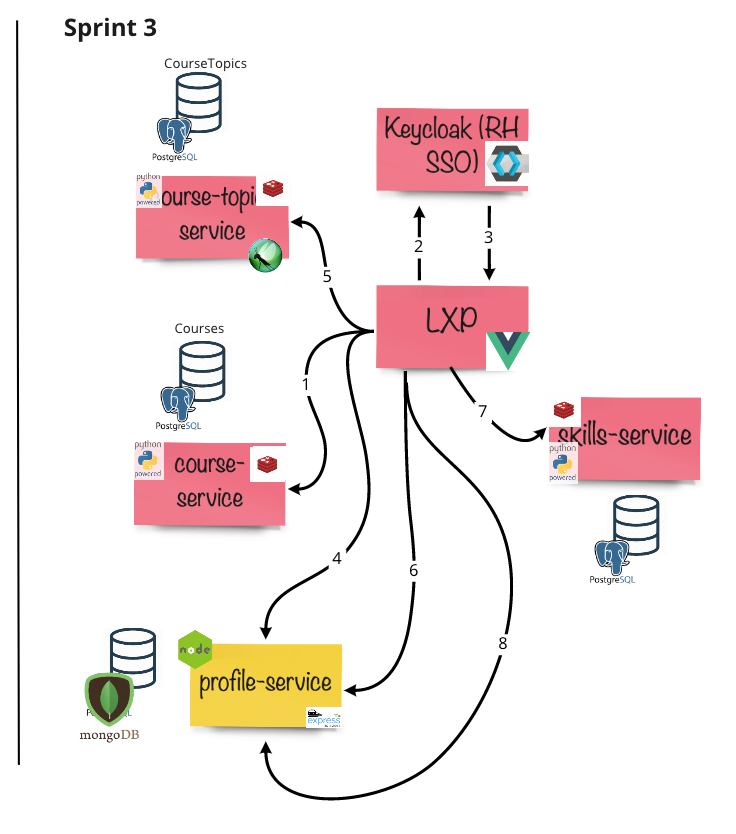 Sprint 3
CourseTopics
PostgreSQL
python
powered
ourse-topi
service
Keycloak (RH
SSO)
2
3
5
LXP
Courses
PostgreSQL
1
7
python
powered
course-
service
skills-service
python
powered
PostgreSQL
4
6
8
node
profile-service
express
mongoDB